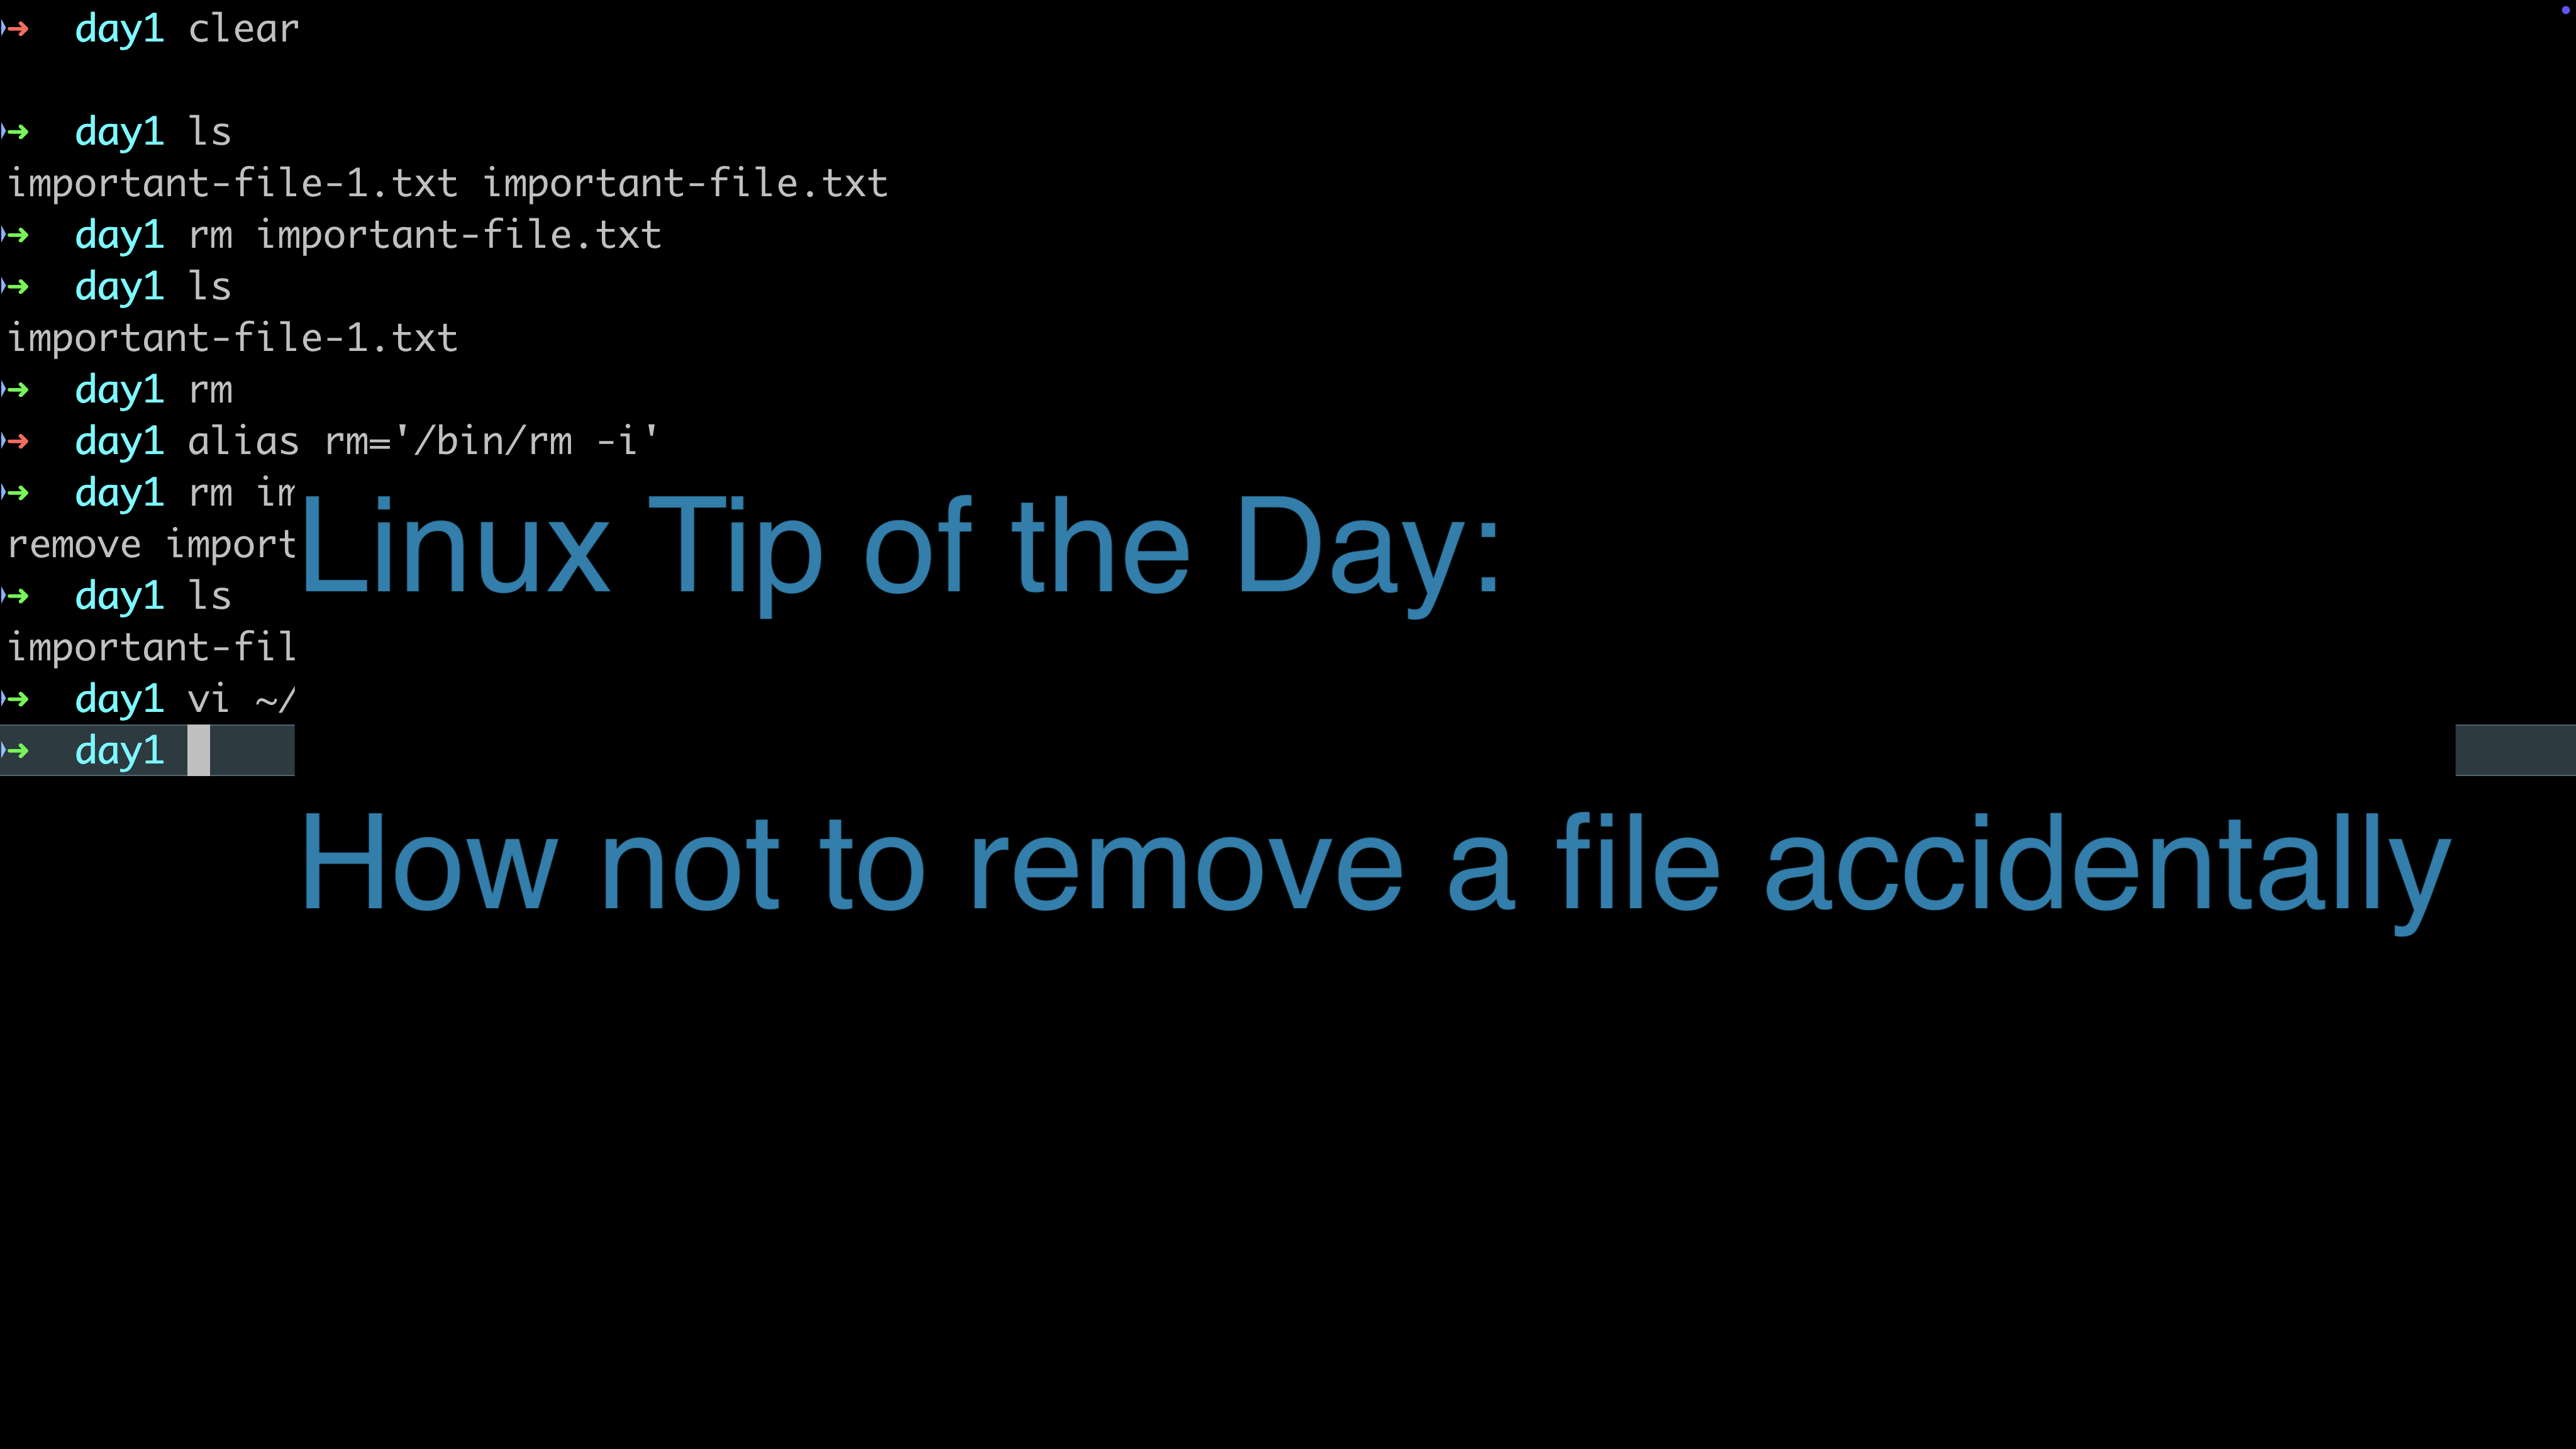 ➜ day1 clear
➜ day1 ls
important-file-1.txt important-file.txt
➜ day1 rm important-file.txt
➜ day1 ls
important-file-1.txt
➜ day1 rm
➜ day1 alias rm='/bin/rm -i'
➜ day1 rm im
remove import
➜ day1 ls
important-fil
➜ day1 vi ~/
➜ day1
Linux Tip of the Day:
How not to remove a file accidentally